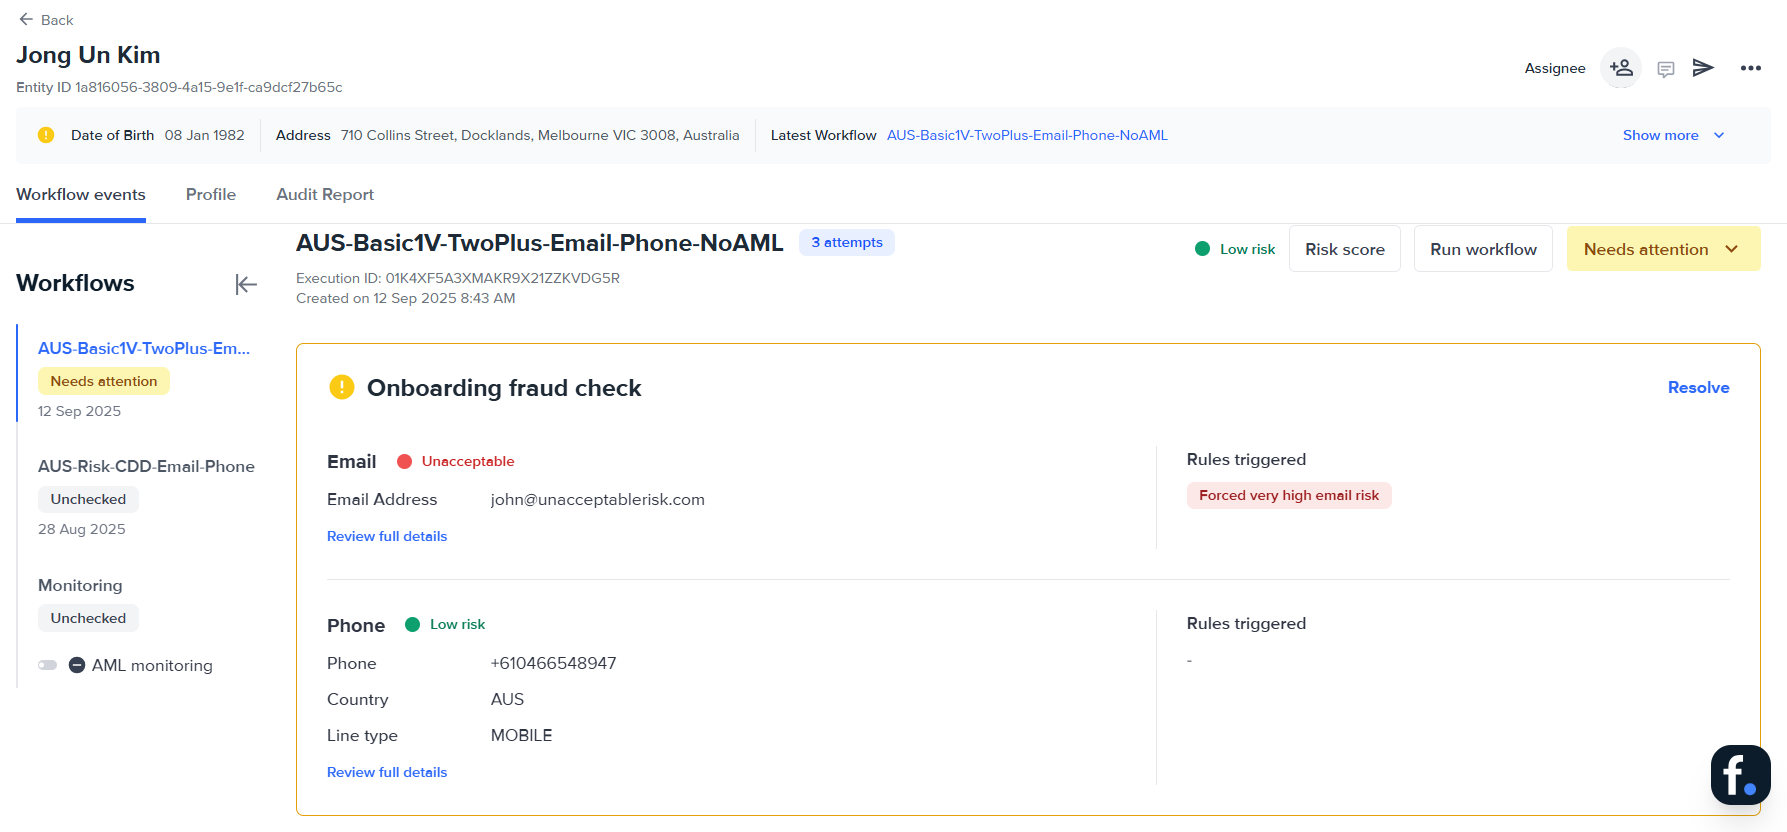 Back
Jong Un Kim
Entity ID 1a816056-3809-4a15-9e1f-ca9dcf27b65c
Assignee
Date of Birth 08 Jan 1982 Address 710 Collins Street, Docklands, Melbourne VIC 3008, Australia Latest Workflow AUS-Basic1V-TwoPlus-Email-Phone-NoAML Show more
Workflow events Profile Audit Report
Workflows
AUS-Basic1V-TwoPlus-Em...
Needs attention
12 Sep 2025
AUS-Risk-CDD-Email-Phone
Unchecked
28 Aug 2025
Monitoring
Unchecked
AML monitoring
AUS-Basic1V-TwoPlus-Email-Phone-NoAML 3 attempts
Low risk Risk score Run workflow Needs attention
Execution ID: 01K4XF5A3XMAKR9X21ZZKVDG5R
Created on 12 Sep 2025 8:43 AM
Onboarding fraud check Resolve
Email Unacceptable
Email Address john@unacceptablerisk.com
Review full details
Rules triggered
Forced very high email risk
Phone Low risk
Phone +610466548947
Country AUS
Line type MOBILE
Review full details
Rules triggered
-
f.